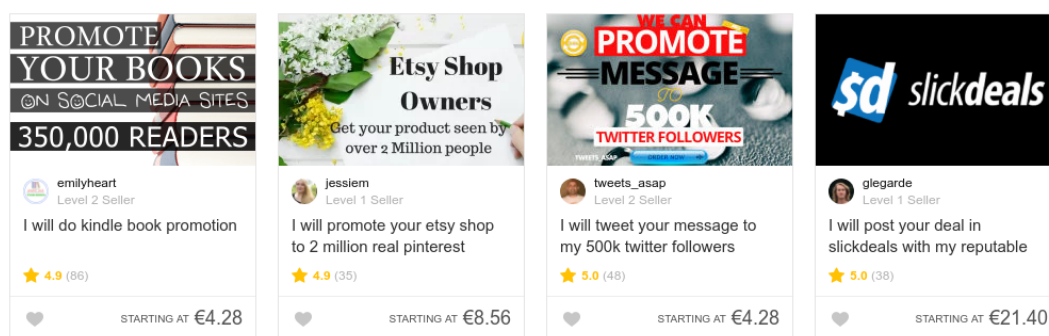 PROMOTE
YOUR BOOKS
ON SOCIAL MEDIA SITES
350,000 READERS
emilyheart
Level 2 Seller
I will do kindle book promotion
4.9 (86)
STARTING AT €4.28
Etsy Shop
Owners
Get your product seen by
over 2 Million people
jessiem
Level 1 Seller
I will promote your etsy shop
to 2 million real pinterest
4.9 (35)
STARTING AT €8.56
WE CAN
PROMOTE
MESSAGE
TO
500K
TWITTER FOLLOWERS
TWEETS_ASAP
ORDER NOW
tweets_asap
Level 2 Seller
I will tweet your message to
my 500k twitter followers
5.0 (48)
STARTING AT €4.28
$d slickdeals
glegarde
Level 1 Seller
I will post your deal in
slickdeals with my reputable
5.0 (38)
STARTING AT €21.40